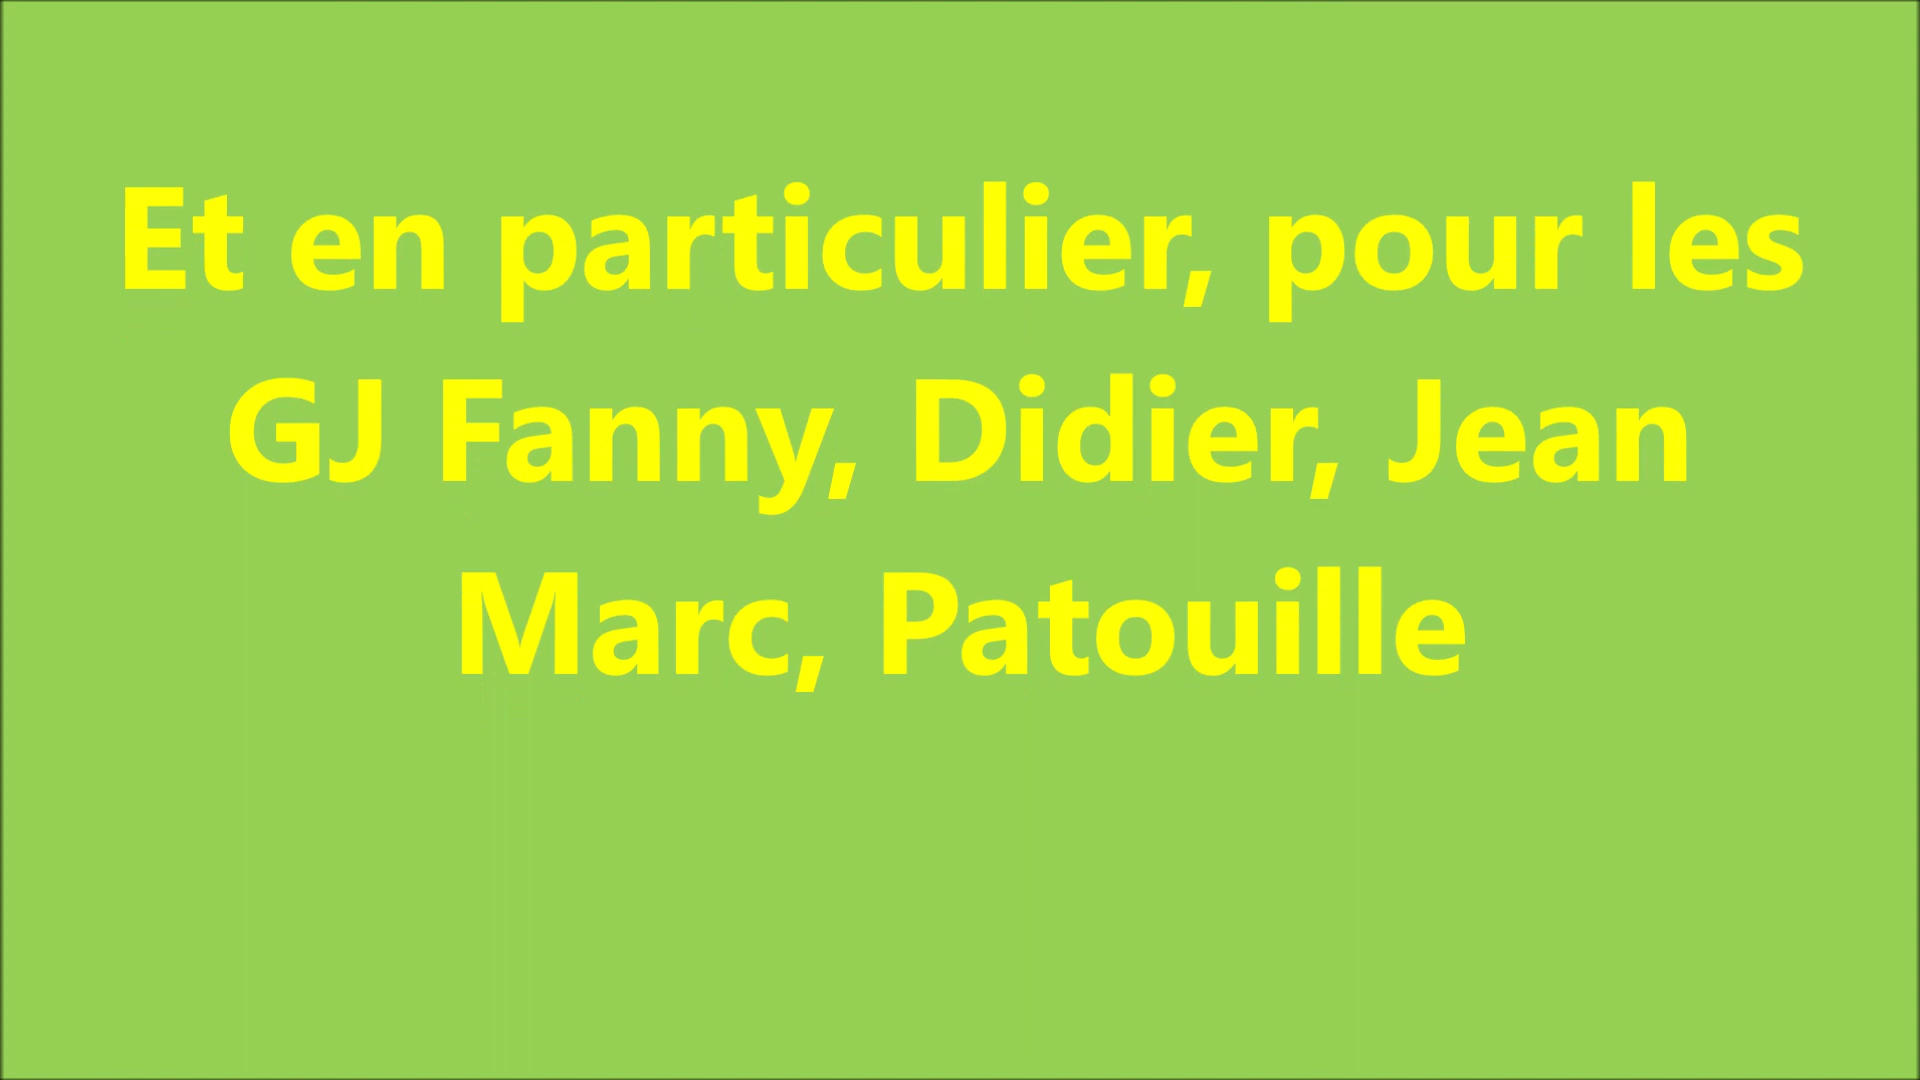 Et en particulier, pour les
GJ Fanny, Didier, Jean
Marc, Patouille